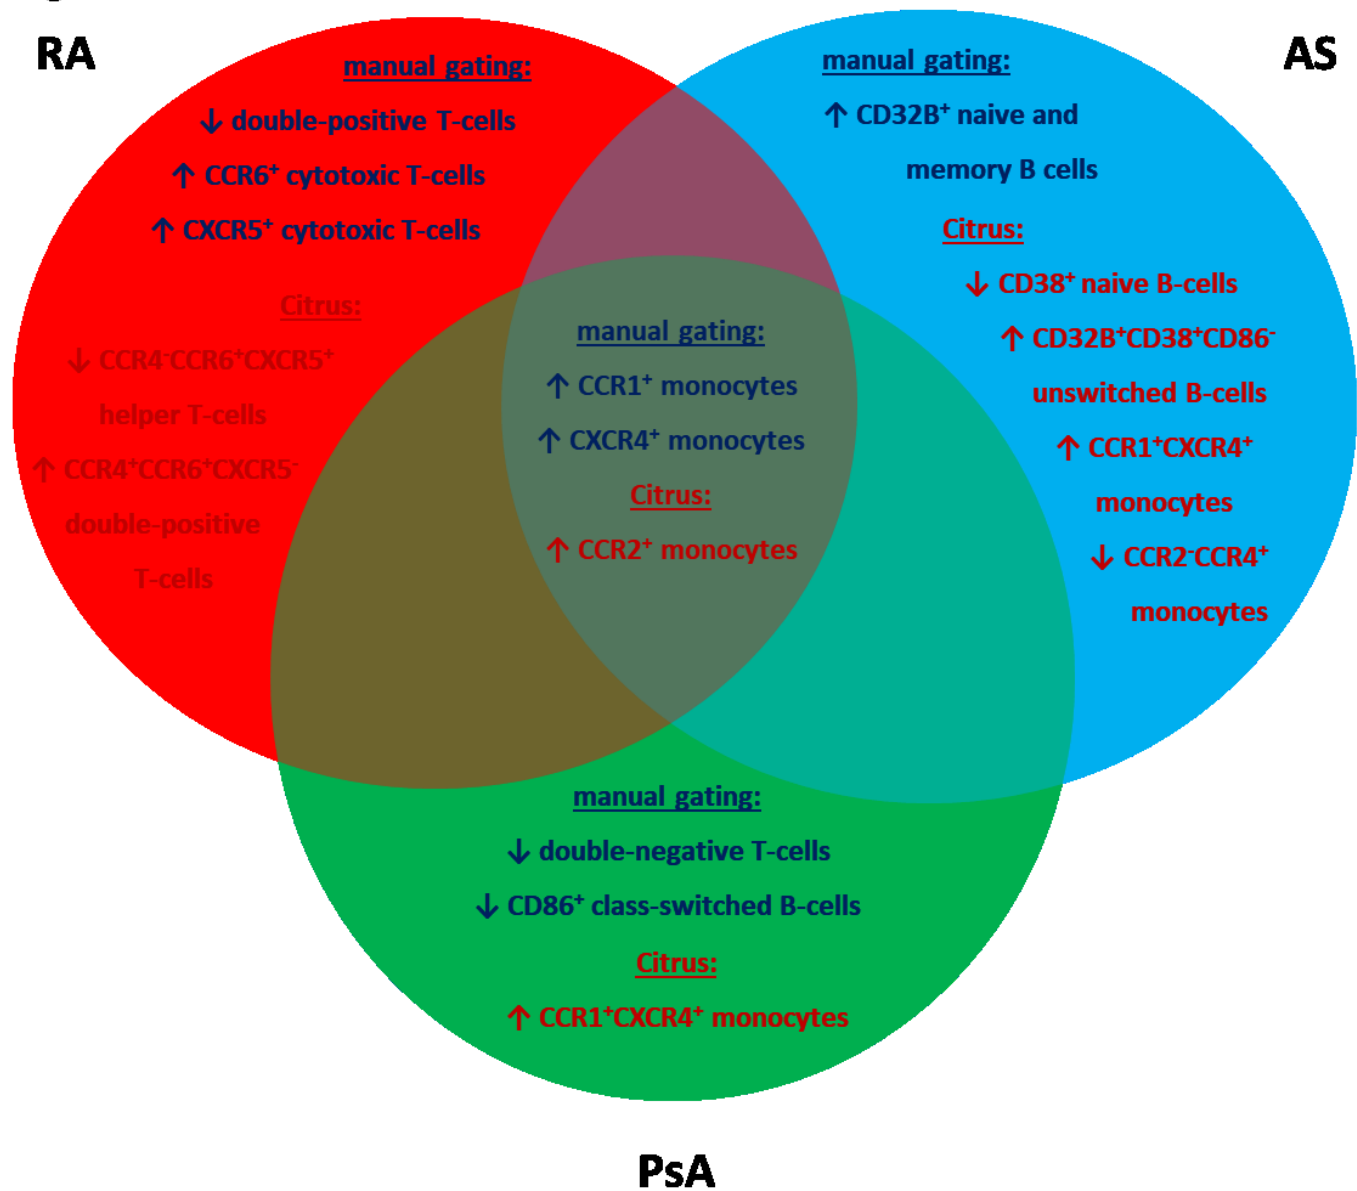 RA
manual gating:
↓ double-positive T-cells
↑ CCR6⁺ cytotoxic T-cells
↑ CXCR5⁺ cytotoxic T-cells
Citrus:
↓ CCR4⁻CCR6⁺CXCR5⁺
helper T-cells
↑ CCR4⁺CCR6⁺CXCR5⁻
double-positive
T-cells
AS
manual gating:
↑ CD32B⁺ naive and
memory B cells
Citrus:
↓ CD38⁺ naive B-cells
↑ CD32B⁺CD38⁺CD86⁻
unswitched B-cells
↑ CCR1⁺CXCR4⁺
monocytes
↓ CCR2⁻CCR4⁺
monocytes
manual gating:
↑ CCR1⁺ monocytes
↑ CXCR4⁺ monocytes
Citrus:
↑ CCR2⁺ monocytes
manual gating:
↓ double-negative T-cells
↓ CD86⁺ class-switched B-cells
Citrus:
↑ CCR1⁺CXCR4⁺ monocytes
PsA